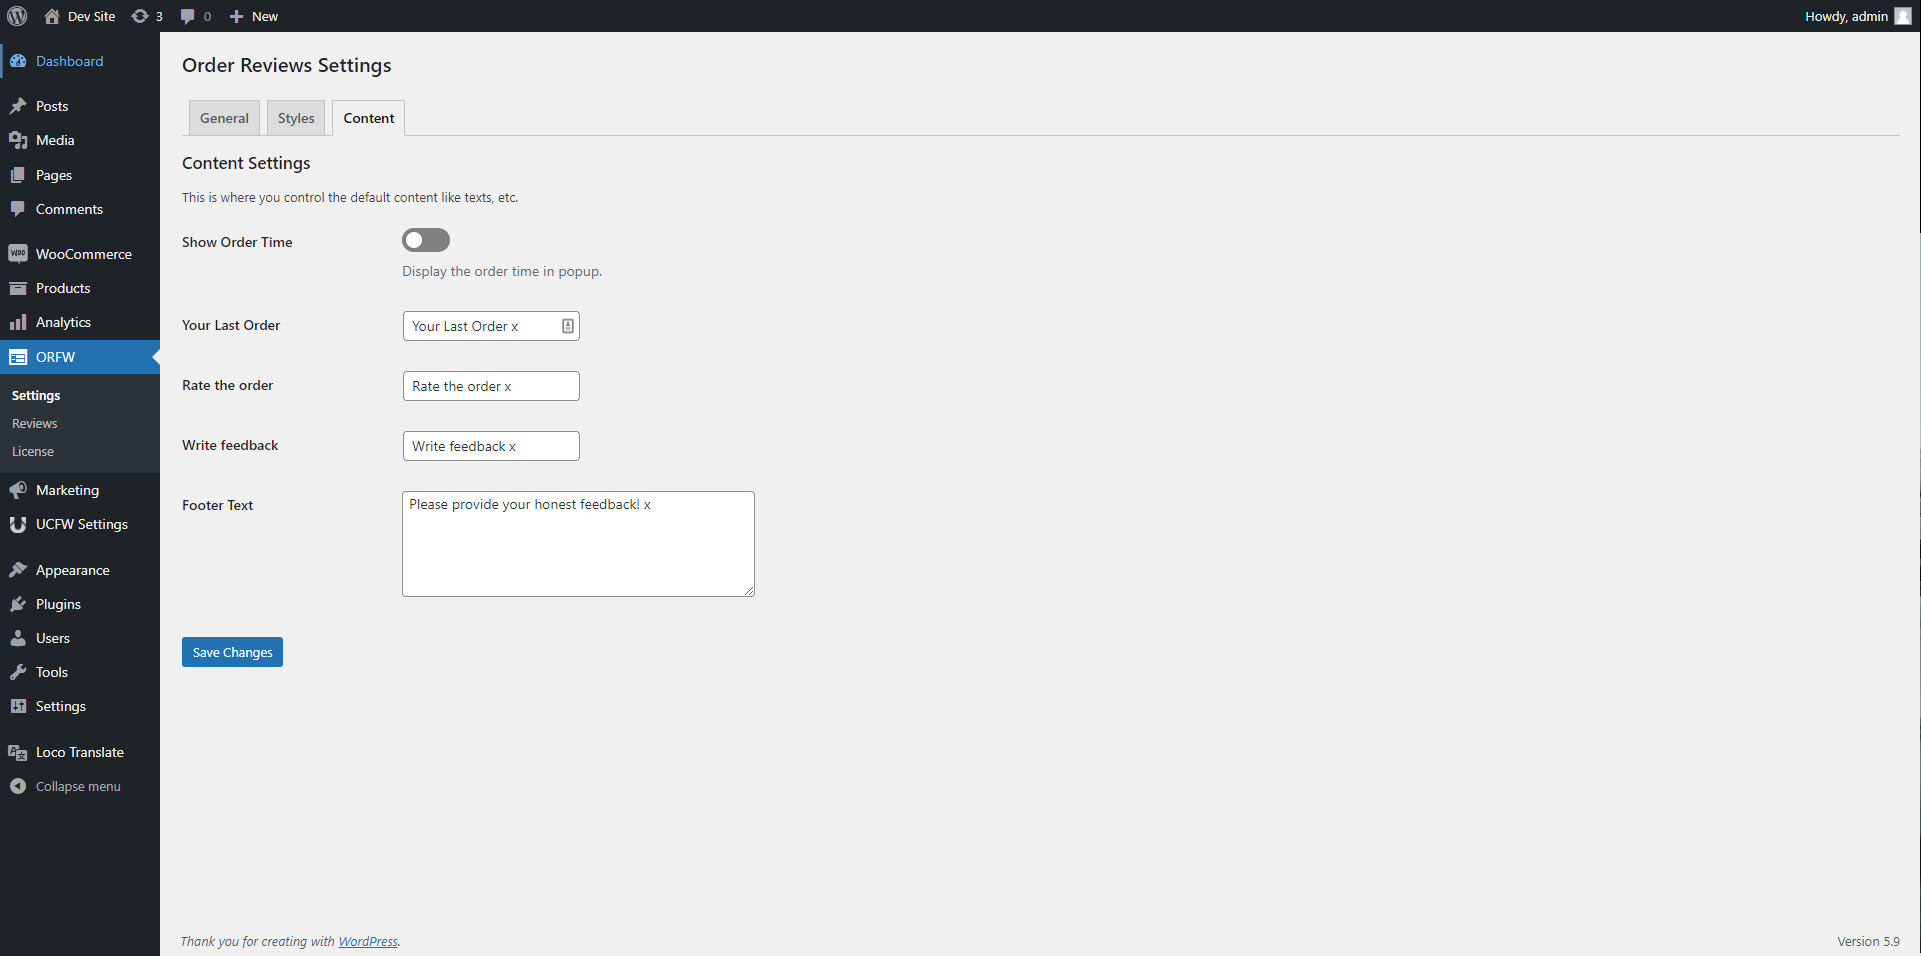 Dev Site 3 0 New Howdy, admin
Dashboard
Posts
Media
Pages
Comments
WooCommerce
Products
Analytics
ORFW
Settings
Reviews
License
Marketing
UCFW Settings
Appearance
Plugins
Users
Tools
Settings
Loco Translate
Collapse menu
Order Reviews Settings
General Styles Content
Content Settings
This is where you control the default content like texts, etc.
Show Order Time
Display the order time in popup.
Your Last Order Your Last Order x
Rate the order Rate the order x
Write feedback Write feedback x
Footer Text Please provide your honest feedback! x
Save Changes
Thank you for creating with WordPress. Version 5.9